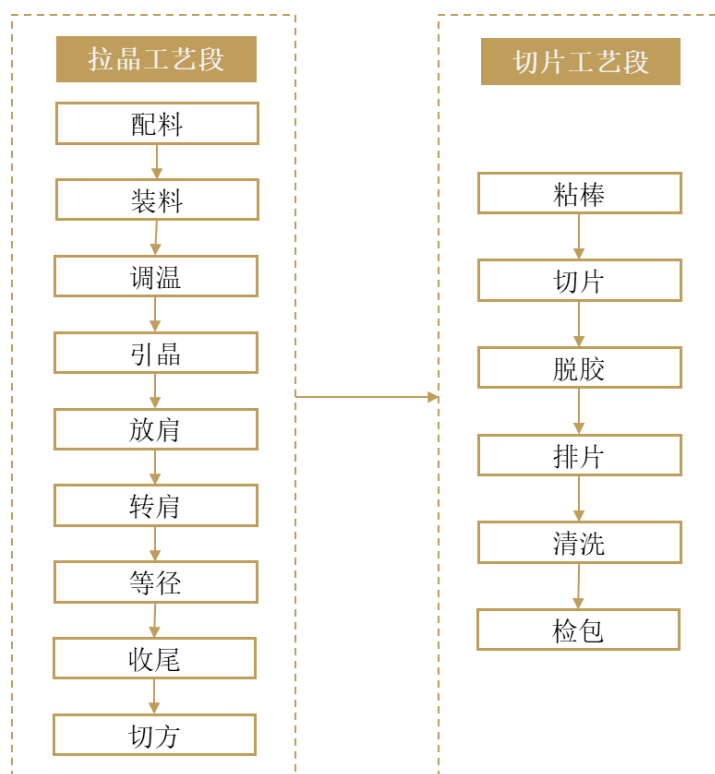 拉晶工艺段
配料
装料
调温
引晶
放肩
转肩
等径
收尾
切方
切片工艺段
粘棒
切片
脱胶
排片
清洗
检包